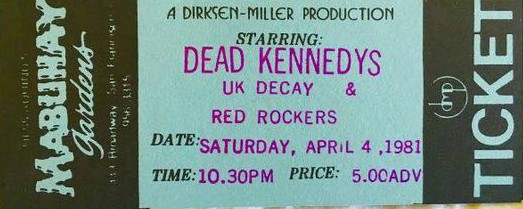 MABUHAY
Gardens
A DIRKSEN-MILLER PRODUCTION
STARRING:
DEAD KENNEDYS
UK DECAY &
RED ROCKERS
DATE: SATURDAY, APRIL 4, 1981
TIME: 10.30PM PRICE: 5.00ADV
dmp
TICKET